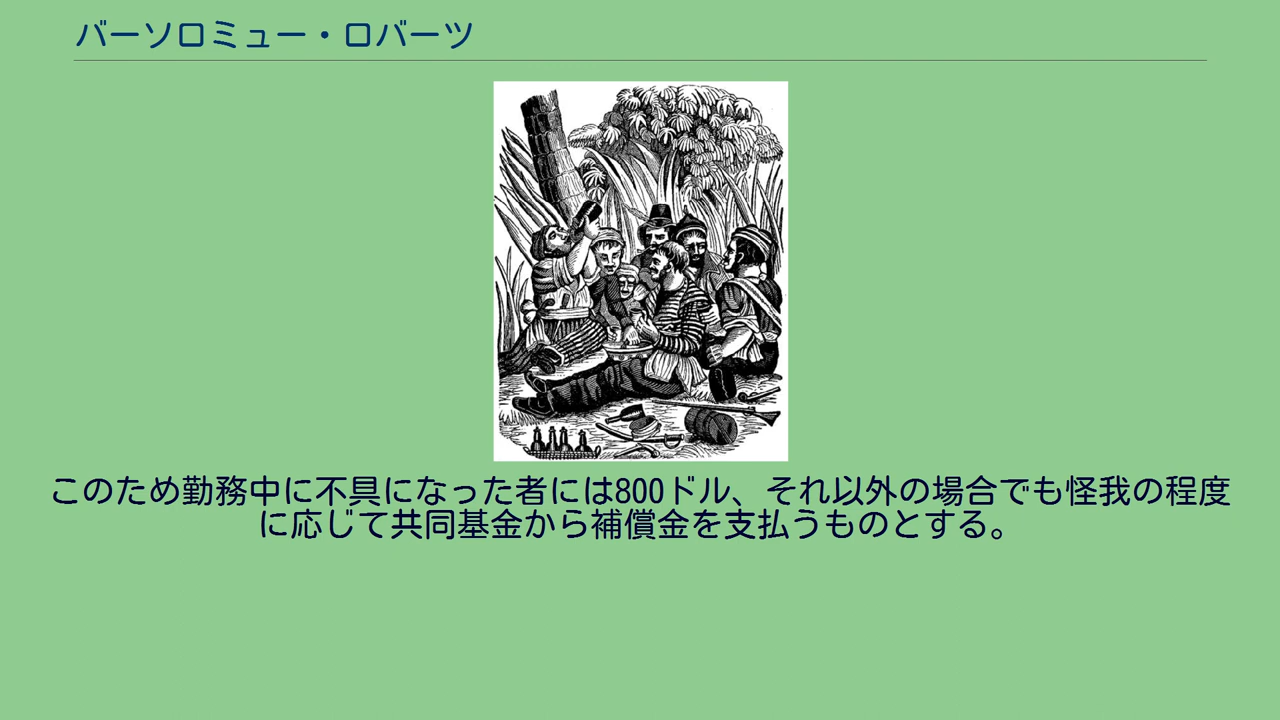 バーソロミュー・ロバーツ
このため勤務中に不具になった者には800ドル、それ以外の場合でも怪我の程度
に応じて共同基金から補償金を支払うものとする。